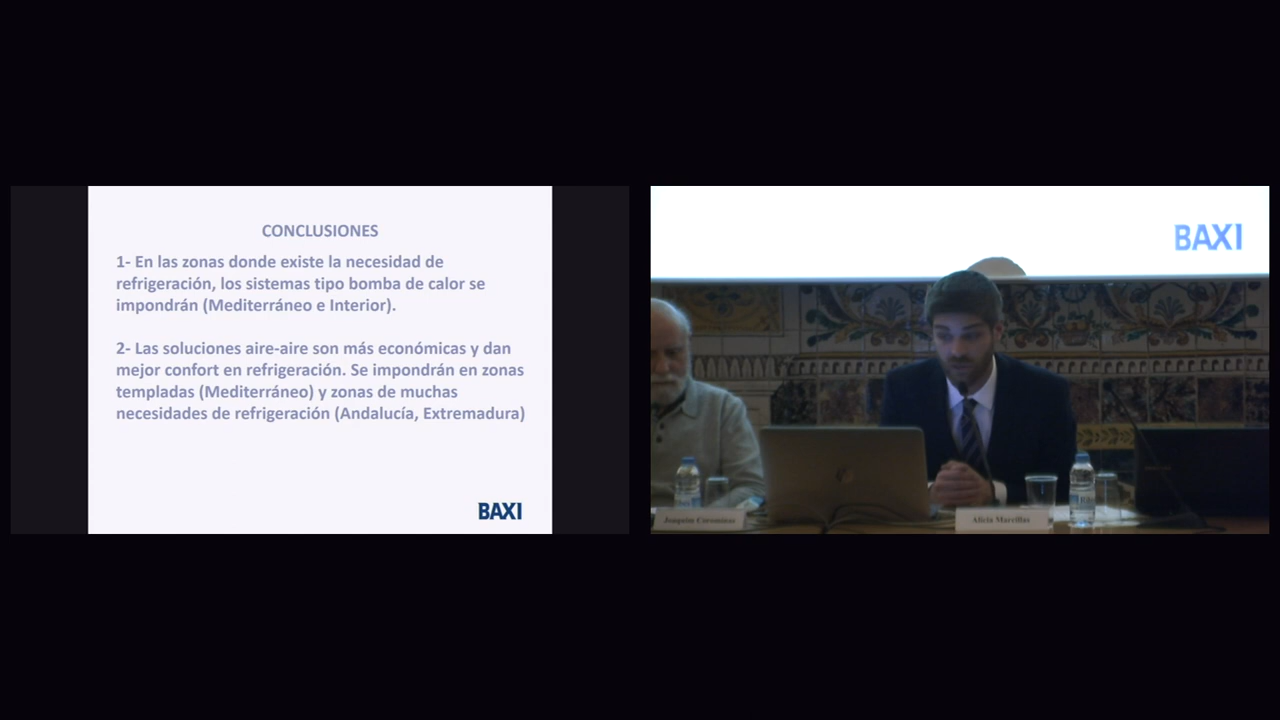 CONCLUSIONES
1- En las zonas donde existe la necesidad de
refrigeración, los sistemas tipo bomba de calor se
impondrán (Mediterráneo e Interior).
2- Las soluciones aire-aire son más económicas y dan
mejor confort en refrigeración. Se impondrán en zonas
templadas (Mediterráneo) y zonas de muchas
necesidades de refrigeración (Andalucía, Extremadura)
BAXI
BAXI
Joaquim
Alícia Marcillas